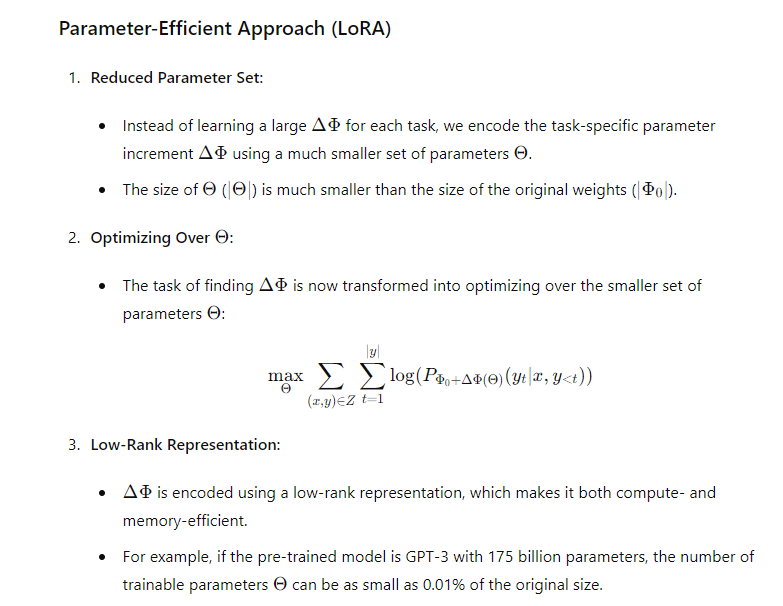 Parameter-Efficient Approach (LoRA)
1. Reduced Parameter Set:
• Instead of learning a large ΔΦ for each task, we encode the task-specific parameter
increment ΔΦ using a much smaller set of parameters Θ.
• The size of Θ (|Θ|) is much smaller than the size of the original weights (|Φ₀|).
2. Optimizing Over Θ:
• The task of finding ΔΦ is now transformed into optimizing over the smaller set of
parameters Θ:
max_Θ ∑_{(x,y)∈Z} ∑_{t=1}^{|y|} log(P_{Φ₀+ΔΦ(Θ)}(y_t|x, y_{<t}))
3. Low-Rank Representation:
• ΔΦ is encoded using a low-rank representation, which makes it both compute- and
memory-efficient.
• For example, if the pre-trained model is GPT-3 with 175 billion parameters, the number of
trainable parameters Θ can be as small as 0.01% of the original size.